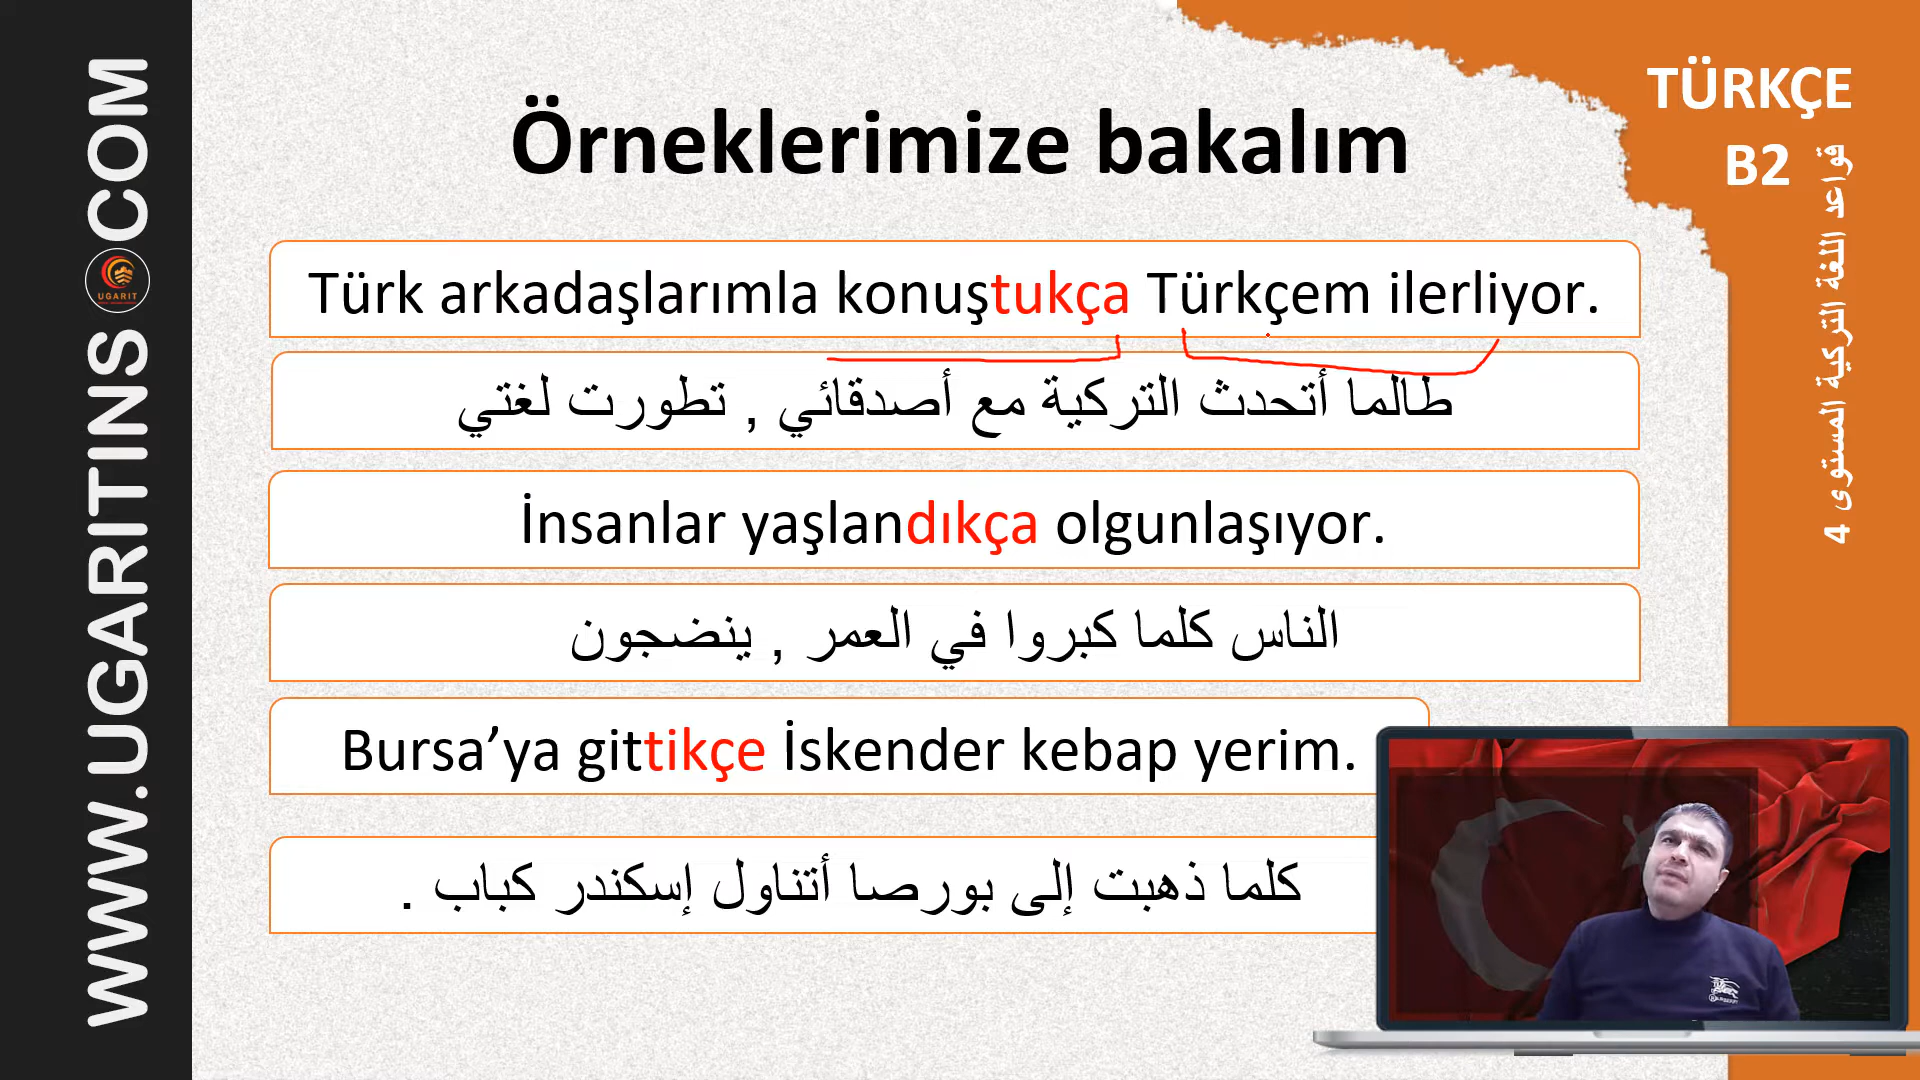 WWW.UGARITINS.COM
UGARIT
TÜRKÇE
B2
قواعد اللغة التركية المستوى 4
Örneklerimize bakalım
Türk arkadaşlarımla konuştukça Türkçem ilerliyor.
طالما أتحدث التركية مع أصدقائي , تطورت لغتي
İnsanlar yaşlandıkça olgunlaşıyor.
الناس كلما كبروا في العمر , ينضجون
Bursa’ya gittikçe İskender kebap yerim.
كلما ذهبت إلى بورصا أتناول إسكندر كباب .